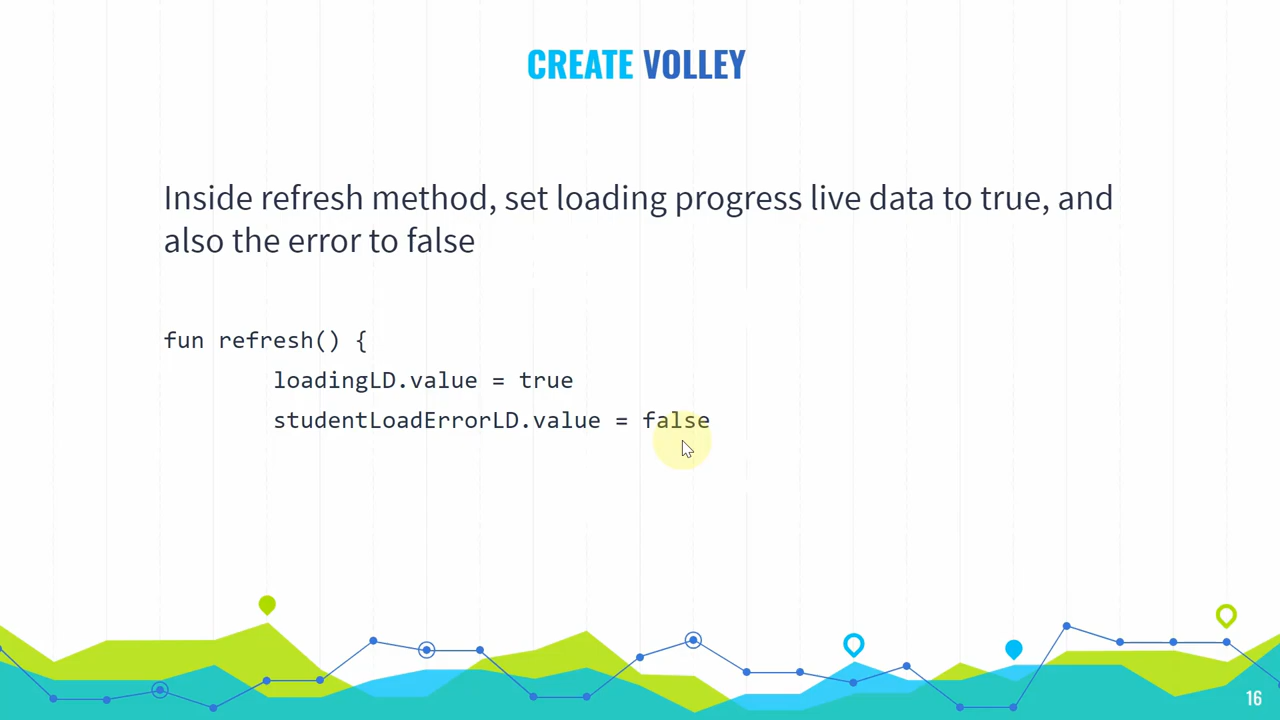 CREATE VOLLEY
Inside refresh method, set loading progress live data to true, and
also the error to false
fun refresh() {
loadingLD.value = true
studentLoadErrorLD.value = false
16